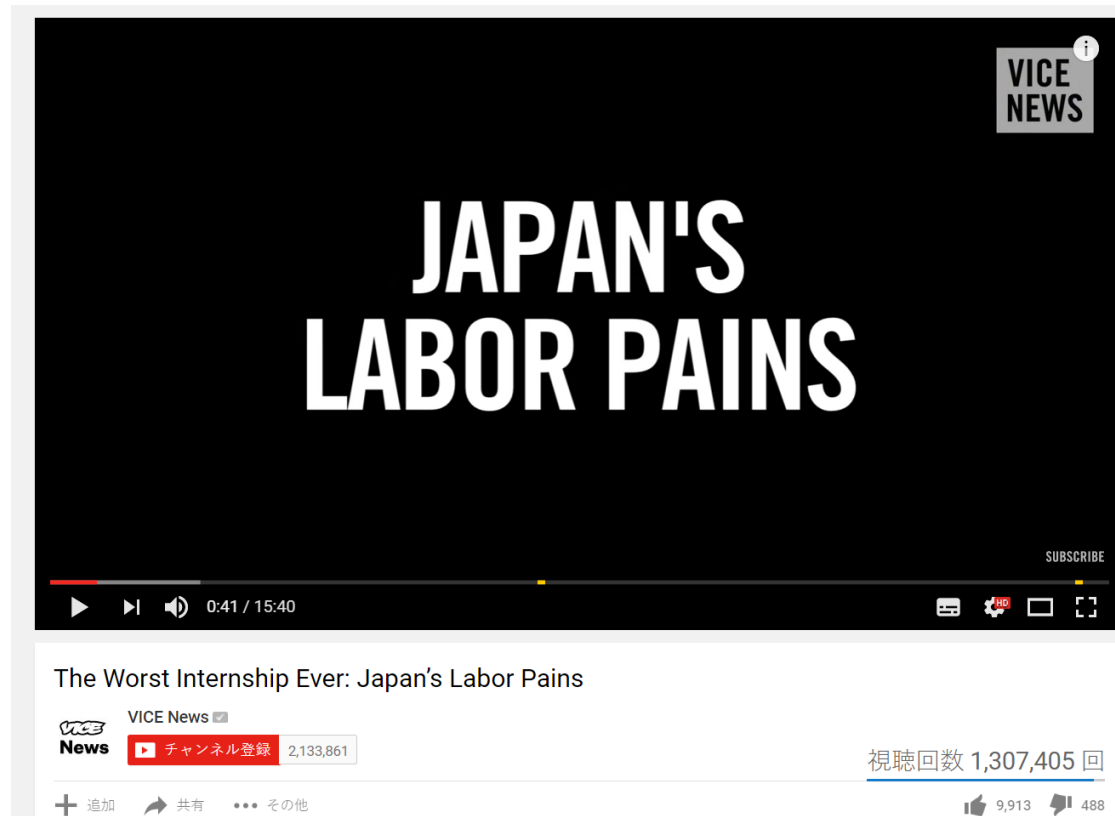 VICE
NEWS
i
JAPAN'S
LABOR PAINS
SUBSCRIBE
0:41 / 15:40
HD
The Worst Internship Ever: Japan’s Labor Pains
VICE
News
VICE News
チャンネル登録 2,133,861
視聴回数 1,307,405 回
追加 共有 その他 9,913 488